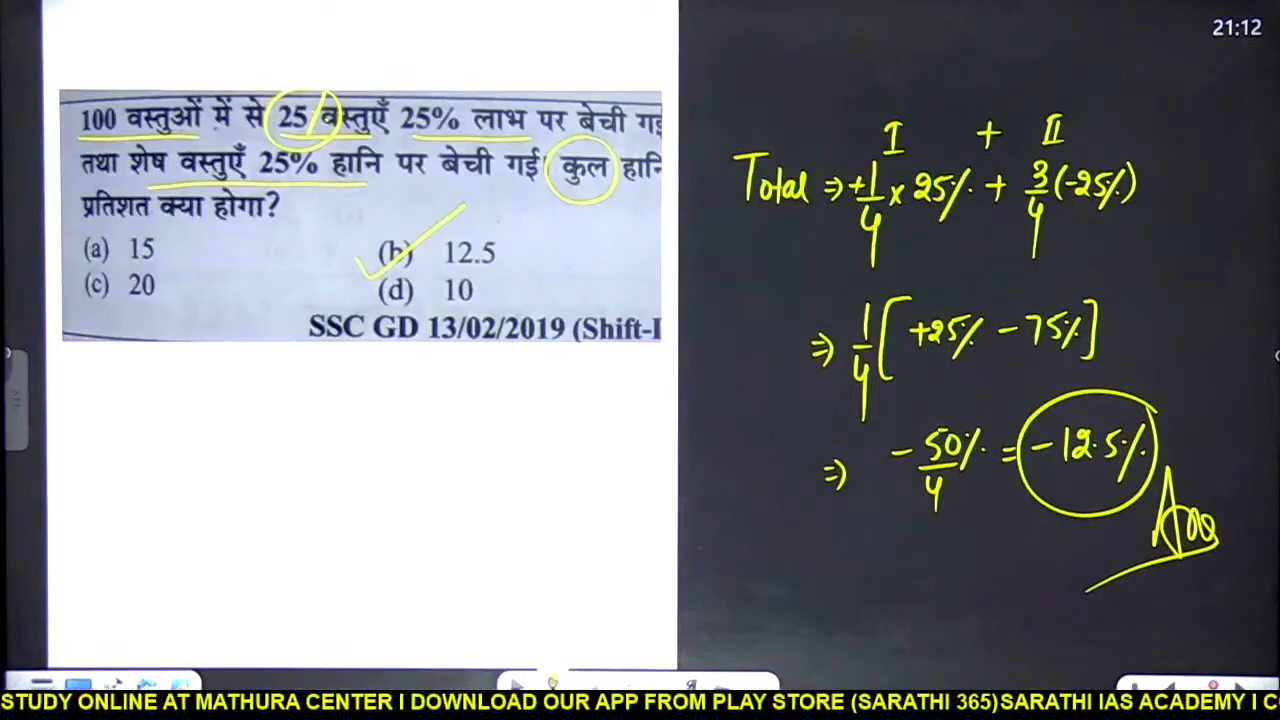 21:12
100 वस्तुओं में से 25 वस्तुएँ 25% लाभ पर बेची गई
तथा शेष वस्तुएँ 25% हानि पर बेची गई। कुल हानि
प्रतिशत क्या होगा?
(a) 15 (b) 12.5
(c) 20 (d) 10
SSC GD 13/02/2019 (Shift-I
I + II
Total ⇒ +1/4 × 25% + 3/4 (-25%)
⇒ 1/4 [+25% - 75%]
⇒ -50%/4 = -12.5%
Ans
STUDY ONLINE AT MATHURA CENTER I DOWNLOAD OUR APP FROM PLAY STORE (SARATHI 365)SARATHI IAS ACADEMY I C